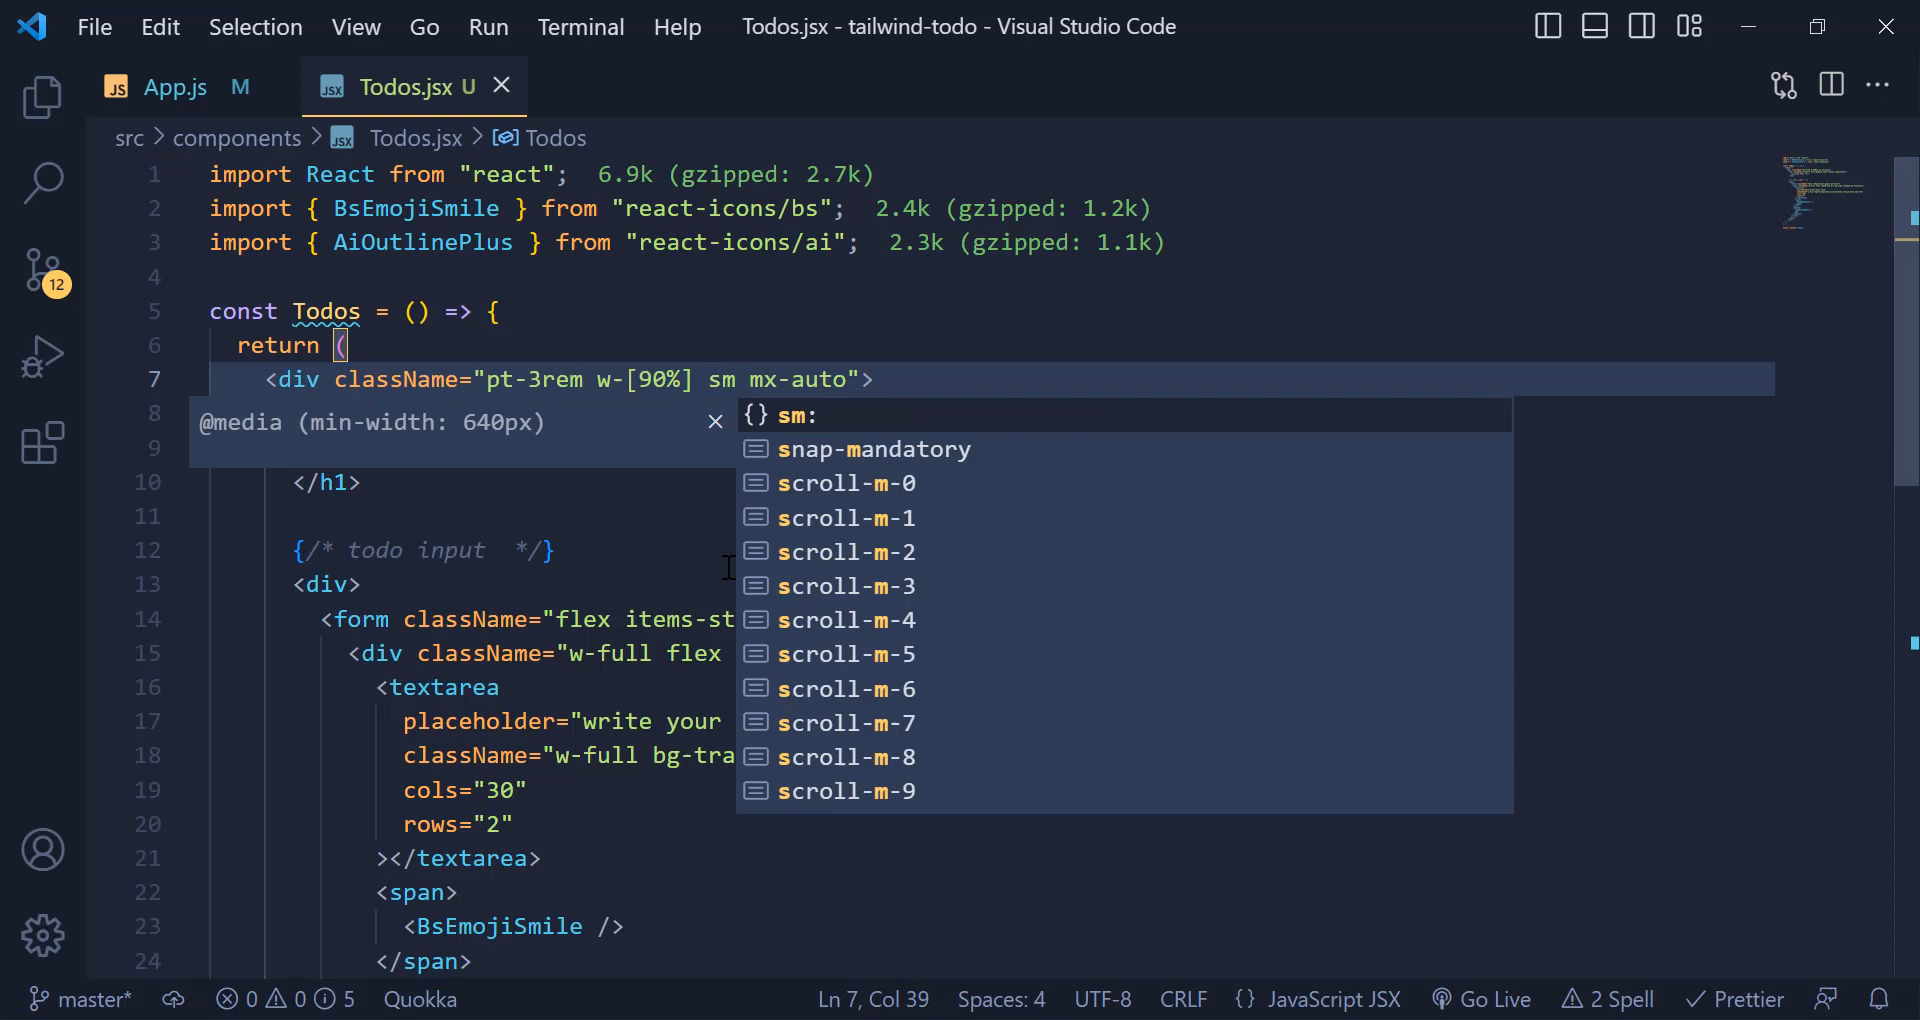 File Edit Selection View Go Run Terminal Help Todos.jsx - tailwind-todo - Visual Studio Code
JS App.js M JSX Todos.jsx U
src > components > JSX Todos.jsx > Todos
12
1 import React from "react"; 6.9k (gzipped: 2.7k)
2 import { BsEmojiSmile } from "react-icons/bs"; 2.4k (gzipped: 1.2k)
3 import { AiOutlinePlus } from "react-icons/ai"; 2.3k (gzipped: 1.1k)
4
5 const Todos = () => {
6 return (
7 <div className="pt-3rem w-[90%] sm mx-auto">
8 @media (min-width: 640px) {} sm:
9 snap-mandatory
10 </h1> scroll-m-0
11 scroll-m-1
12 {/* todo input */} scroll-m-2
13 <div> scroll-m-3
14 <form className="flex items-st scroll-m-4
15 <div className="w-full flex scroll-m-5
16 <textarea scroll-m-6
17 placeholder="write your scroll-m-7
18 className="w-full bg-tra scroll-m-8
19 cols="30" scroll-m-9
20 rows="2"
21 ></textarea>
22 <span>
23 <BsEmojiSmile />
24 </span>
master* 0 0 5 Quokka Ln 7, Col 39 Spaces: 4 UTF-8 CRLF {} JavaScript JSX Go Live 2 Spell Prettier